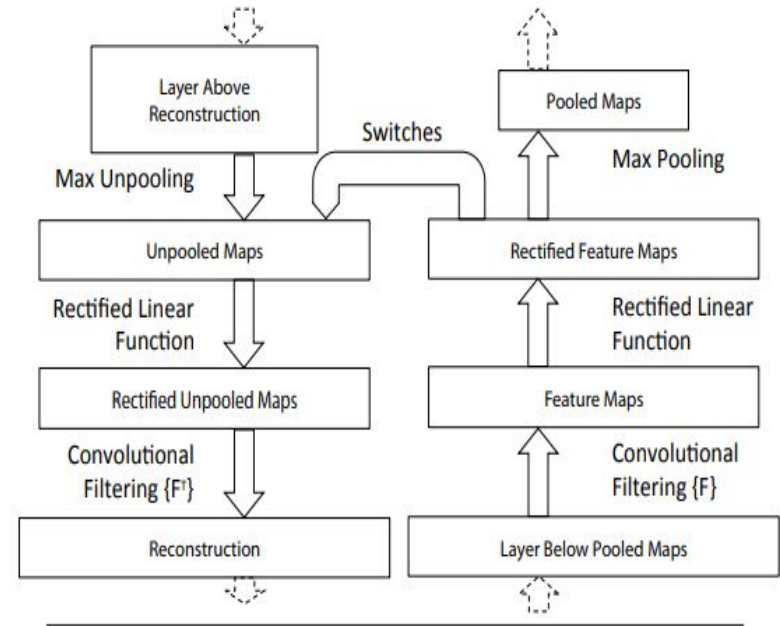 Layer Above
Reconstruction
Max Unpooling
Unpooled Maps
Rectified Linear
Function
Rectified Unpooled Maps
Convolutional
Filtering {Fᵀ}
Reconstruction
Switches
Pooled Maps
Max Pooling
Rectified Feature Maps
Rectified Linear
Function
Feature Maps
Convolutional
Filtering {F}
Layer Below Pooled Maps